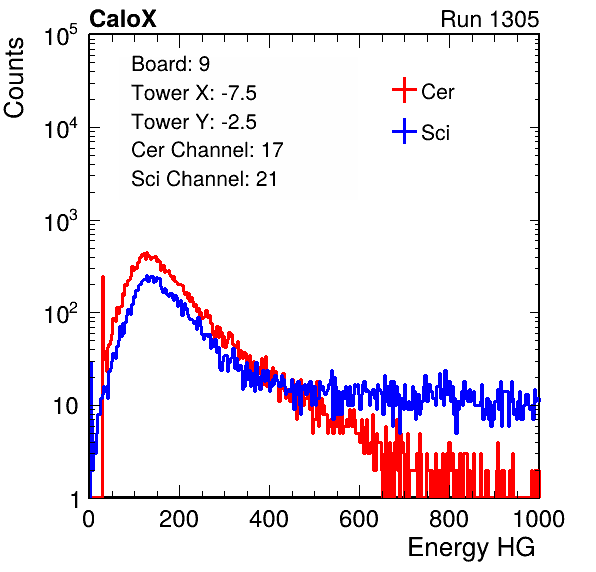 CaloX Run 1305
Counts
10^5
10^4
10^3
10^2
10
1
Board: 9
Tower X: -7.5
Tower Y: -2.5
Cer Channel: 17
Sci Channel: 21
Cer
Sci
0 200 400 600 800 1000
Energy HG